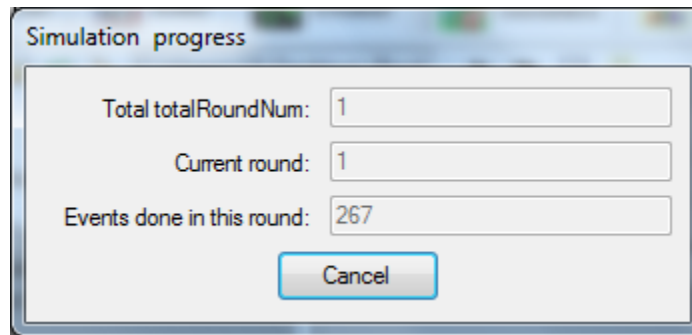 Simulation progress
Total totalRoundNum: 1
Current round: 1
Events done in this round: 267
Cancel